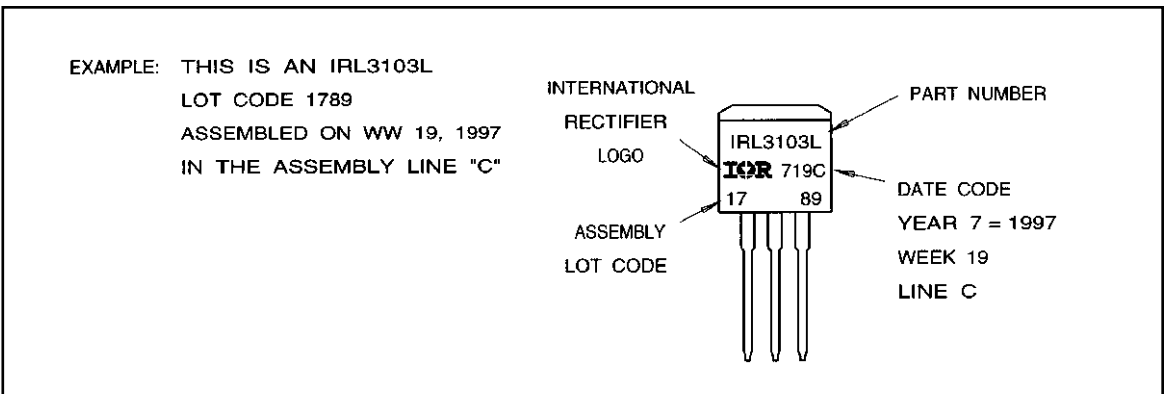 EXAMPLE: THIS IS AN IRL3103L
LOT CODE 1789
ASSEMBLED ON WW 19, 1997
IN THE ASSEMBLY LINE "C"
INTERNATIONAL
RECTIFIER
LOGO
ASSEMBLY
LOT CODE
IRL3103L
IOR 719C
17 89
PART NUMBER
DATE CODE
YEAR 7 = 1997
WEEK 19
LINE C